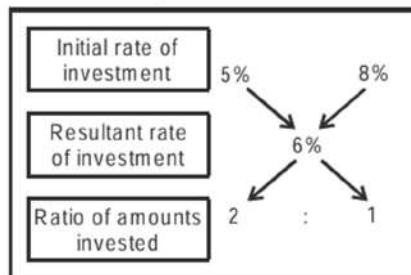 Initial rate of
investment
5% 8%
Resultant rate
of investment
6%
Ratio of amounts
invested
2 : 1